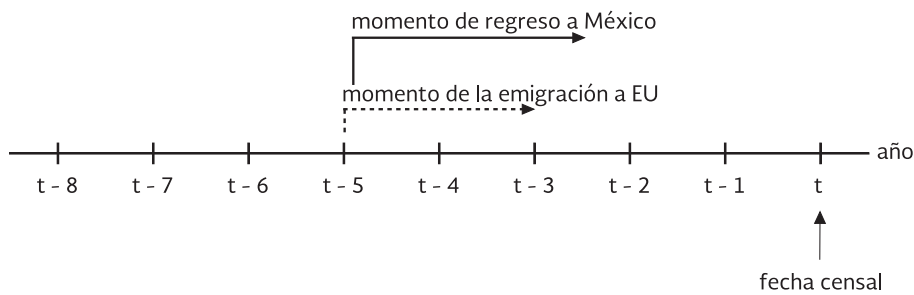 momento de regreso a México
momento de la emigración a EU
año
t - 8 t - 7 t - 6 t - 5 t - 4 t - 3 t - 2 t - 1 t
fecha censal